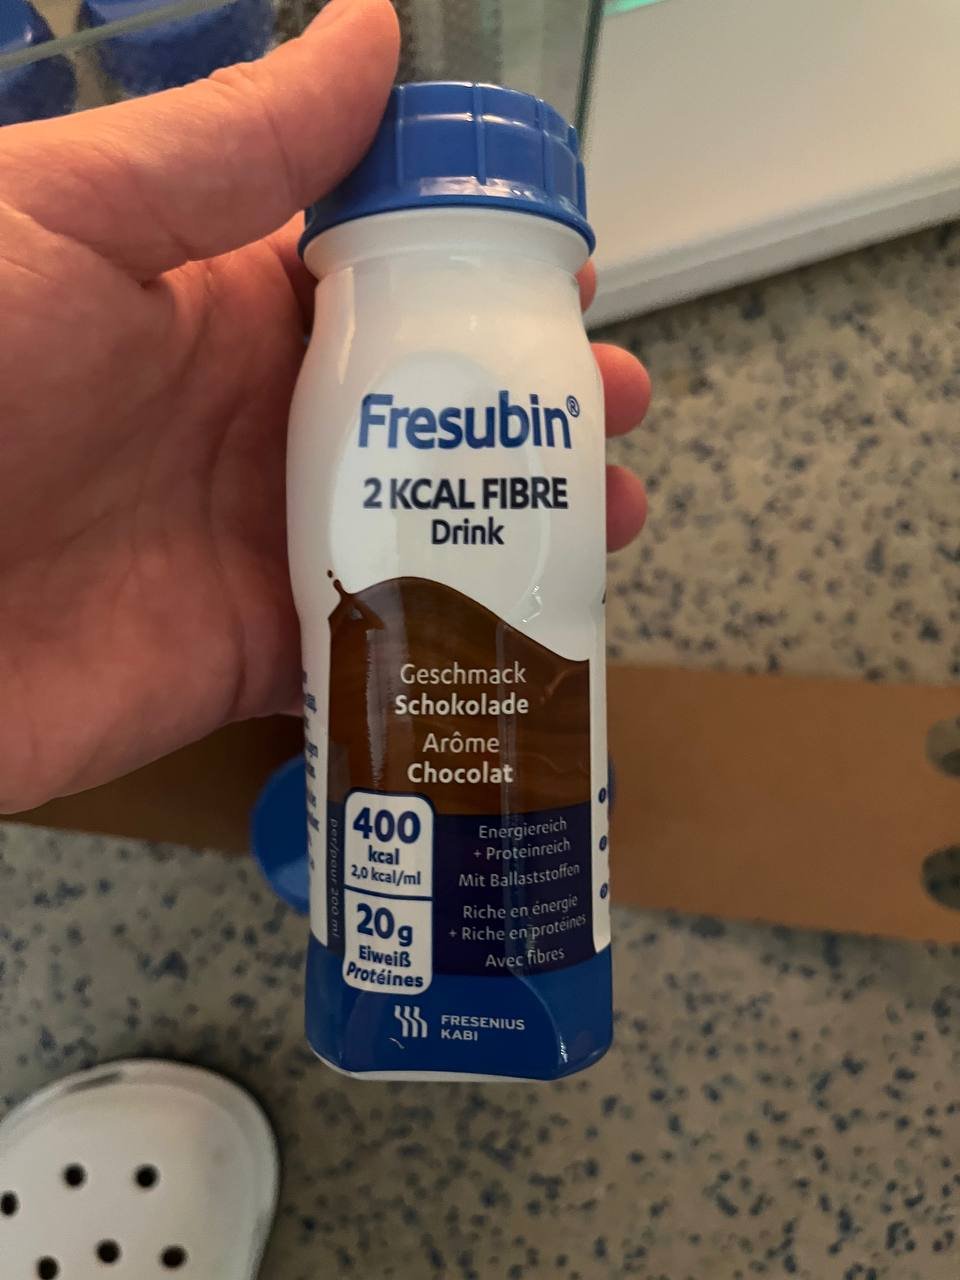 Fresubin®
2 KCAL FIBRE
Drink
Geschmack
Schokolade
Arôme
Chocolat
400
kcal
2,0 kcal/ml
20g
Eiweiß
Protéines
per/pour 200 ml
Energiereich
+ Proteinreich
Mit Ballaststoffen
Riche en énergie
+ Riche en protéines
Avec fibres
FRESENIUS
KABI